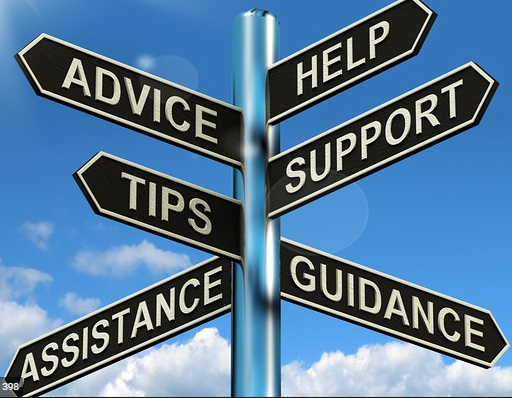 HELP
ADVICE
SUPPORT
TIPS
GUIDANCE
ASSISTANCE
398